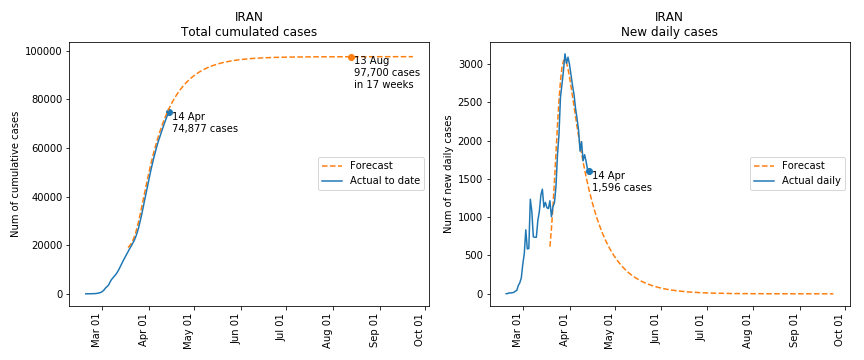 IRAN
Total cumulated cases
Num of cumulative cases
100000
80000
60000
40000
20000
0
13 Aug
97,700 cases
in 17 weeks
14 Apr
74,877 cases
Forecast
Actual to date
Mar 01
Apr 01
May 01
Jun 01
Jul 01
Aug 01
Sep 01
Oct 01
IRAN
New daily cases
Num of new daily cases
3000
2500
2000
1500
1000
500
0
14 Apr
1,596 cases
Forecast
Actual daily
Mar 01
Apr 01
May 01
Jun 01
Jul 01
Aug 01
Sep 01
Oct 01